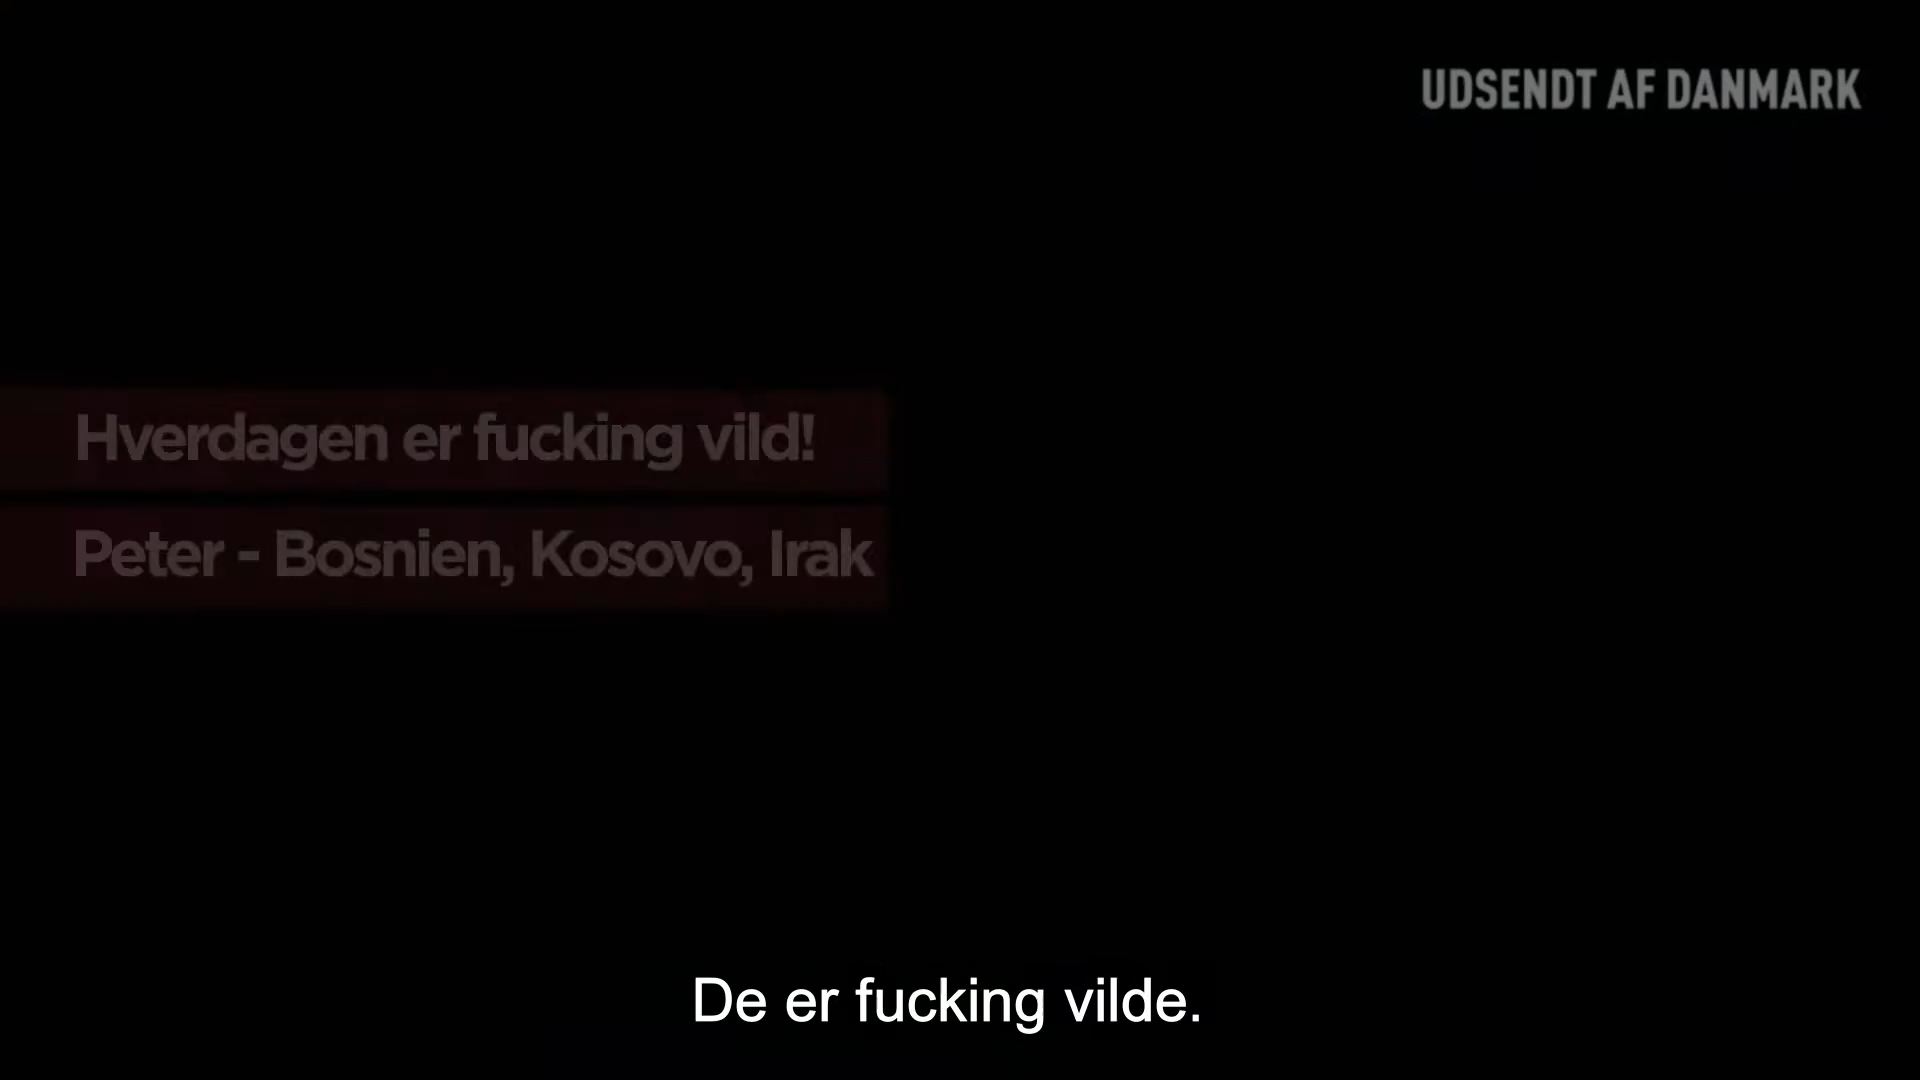 UDSENDT AF DANMARK
Hverdagen er fucking vild!
Peter - Bosnien, Kosovo, Irak
De er fucking vilde.